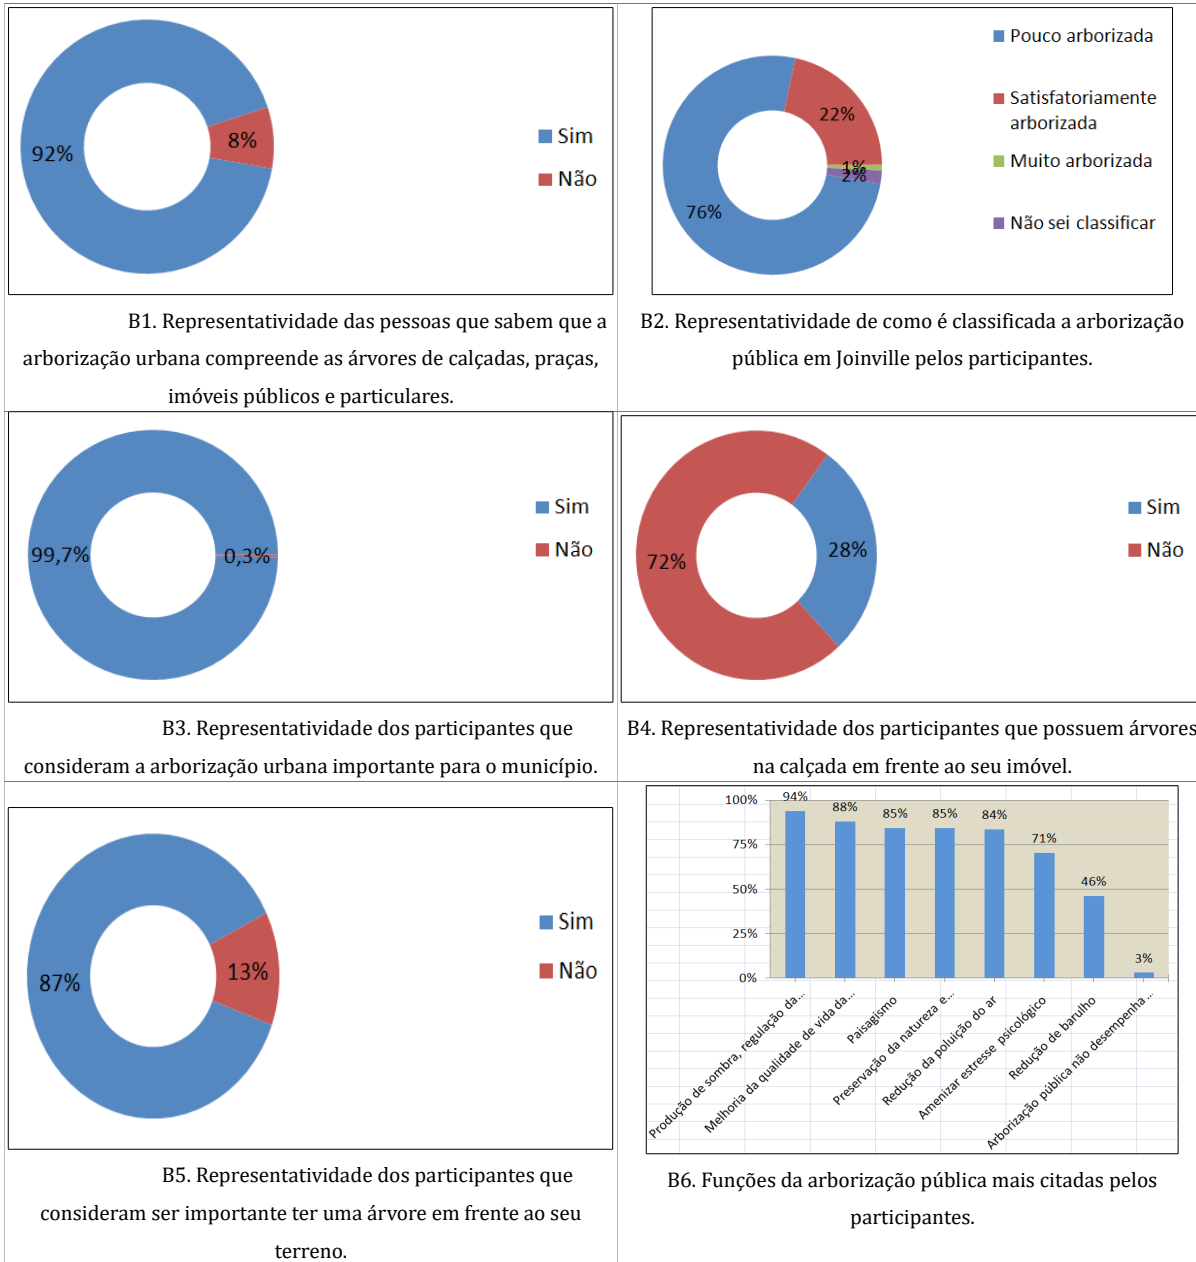 92%
8%
Sim
Não
B1. Representatividade das pessoas que sabem que a
arborização urbana compreende as árvores de calçadas, praças,
imóveis públicos e particulares.
Pouco arborizada
Satisfatoriamente
arborizada
Muito arborizada
Não sei classificar
22%
1%
2%
76%
B2. Representatividade de como é classificada a arborização
pública em Joinville pelos participantes.
99,7%
0,3%
Sim
Não
B3. Representatividade dos participantes que
consideram a arborização urbana importante para o município.
72%
28%
Sim
Não
B4. Representatividade dos participantes que possuem árvores
na calçada em frente ao seu imóvel.
87%
13%
Sim
Não
B5. Representatividade dos participantes que
consideram ser importante ter uma árvore em frente ao seu
terreno.
100%
75%
50%
25%
0%
94%
88%
85%
85%
84%
71%
46%
3%
Produção de sombra, regulação da...
Melhoria da qualidade de vida da...
Paisagismo
Preservação da natureza e...
Redução da poluição do ar
Amenizar estresse psicológico
Redução de barulho
Arborização pública não desempenha...
B6. Funções da arborização pública mais citadas pelos
participantes.